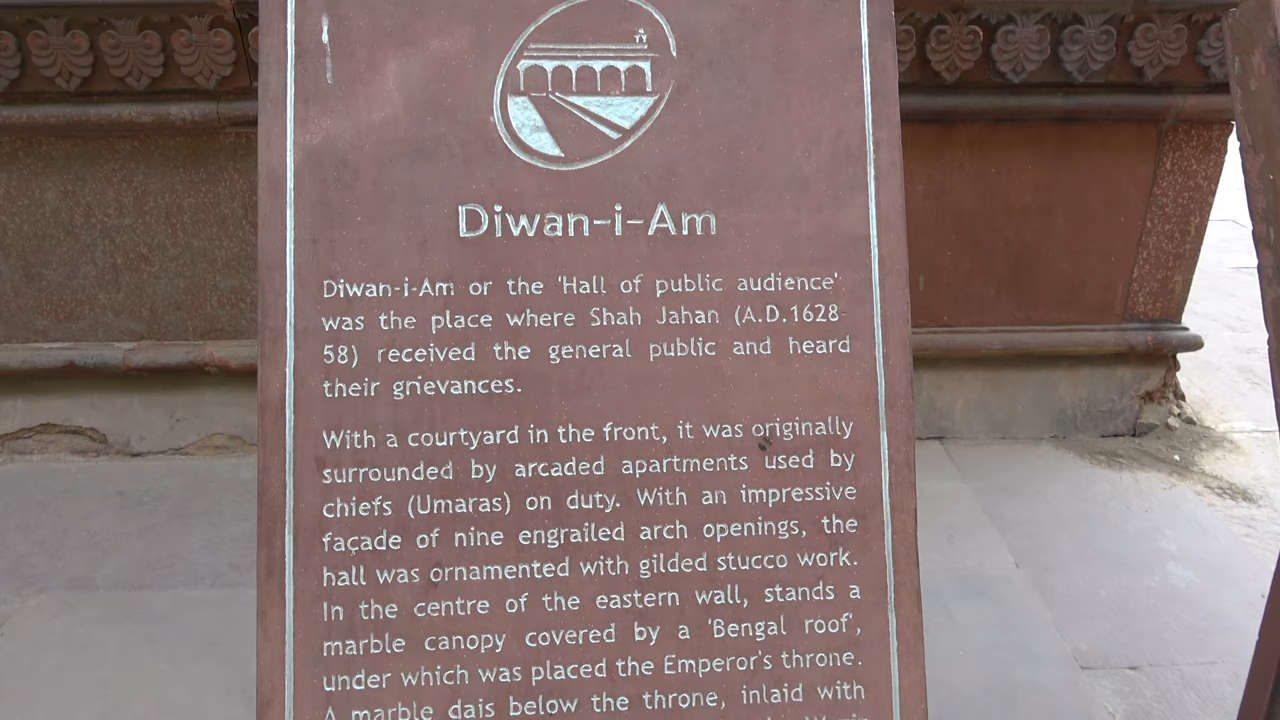 Diwan-i-Am
Diwan-i-Am or the 'Hall of public audience'
was the place where Shah Jahan (A.D.1628-
58) received the general public and heard
their grievances.
With a courtyard in the front, it was originally
surrounded by arcaded apartments used by
chiefs (Umaras) on duty. With an impressive
façade of nine engrailed arch openings, the
hall was ornamented with gilded stucco work.
In the centre of the eastern wall, stands a
marble canopy covered by a 'Bengal roof',
under which was placed the Emperor's throne.
A marble dais below the throne, inlaid with